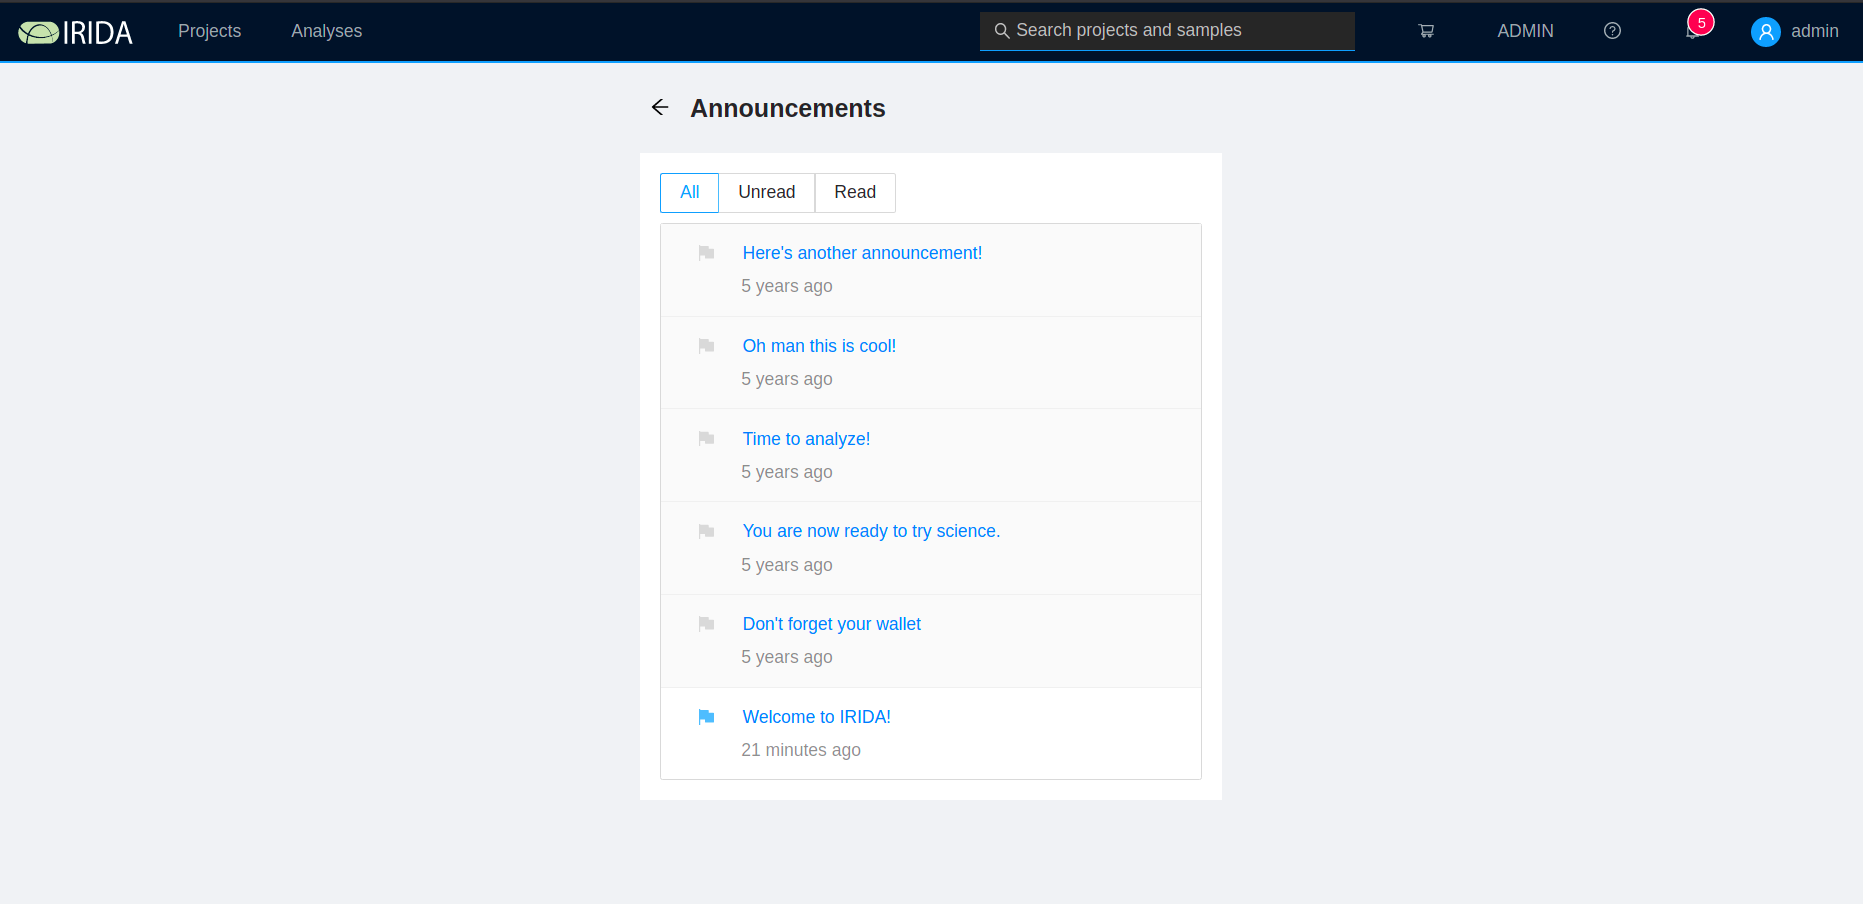 IRIDA Projects Analyses Search projects and samples ADMIN 5 admin
Announcements
All Unread Read
Here's another announcement!
5 years ago
Oh man this is cool!
5 years ago
Time to analyze!
5 years ago
You are now ready to try science.
5 years ago
Don't forget your wallet
5 years ago
Welcome to IRIDA!
21 minutes ago